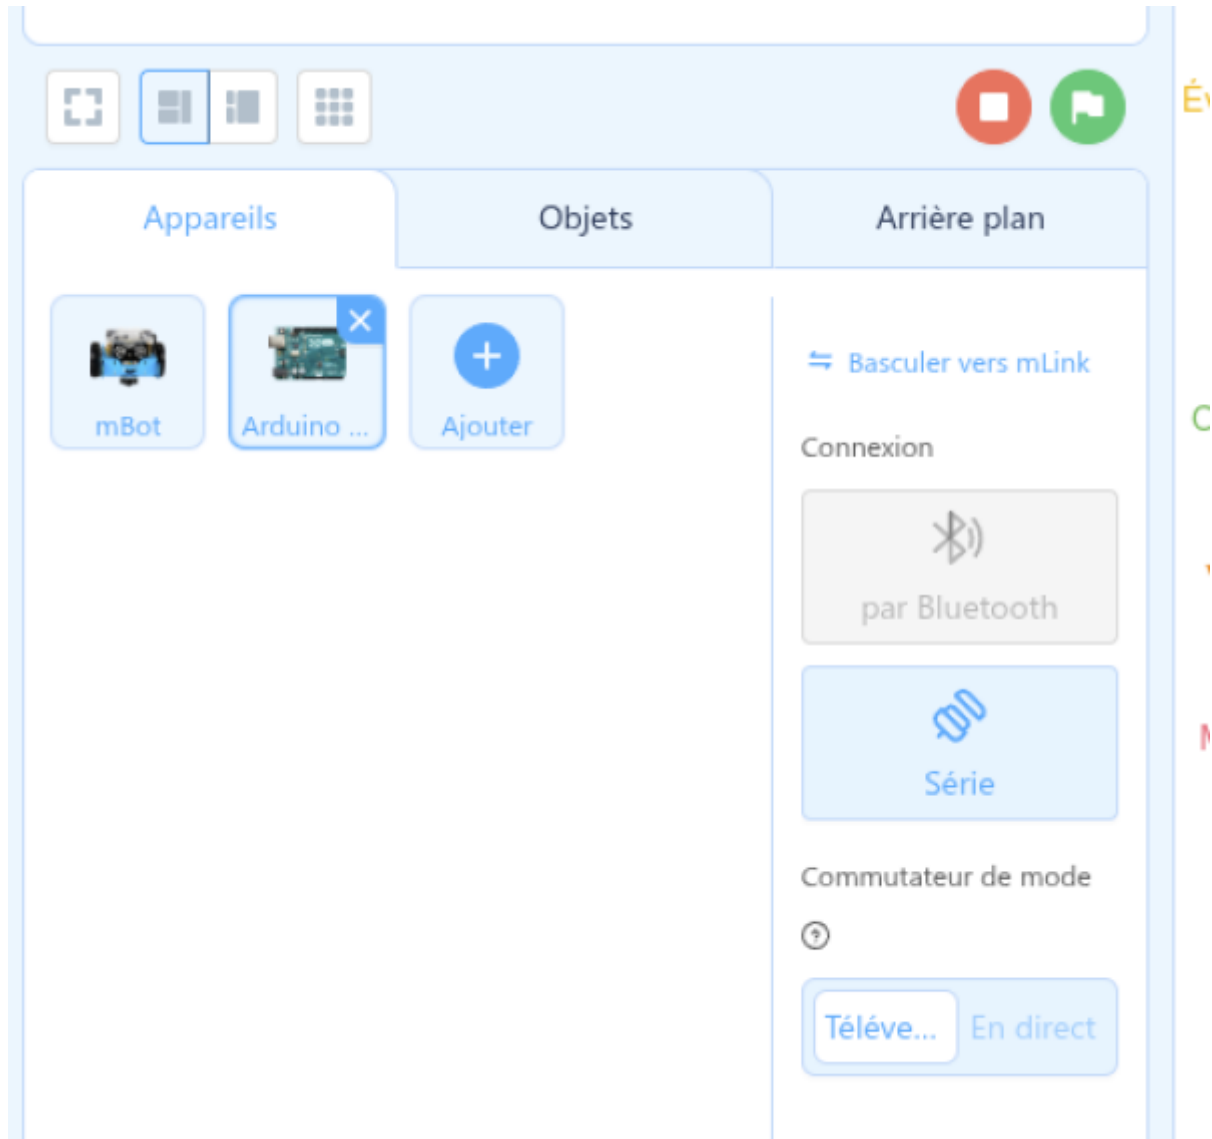 Appareils
Objets
Arrière plan
mBot
Arduino ...
Ajouter
Basculer vers mLink
Connexion
par Bluetooth
Série
Commutateur de mode
Téléve...
En direct